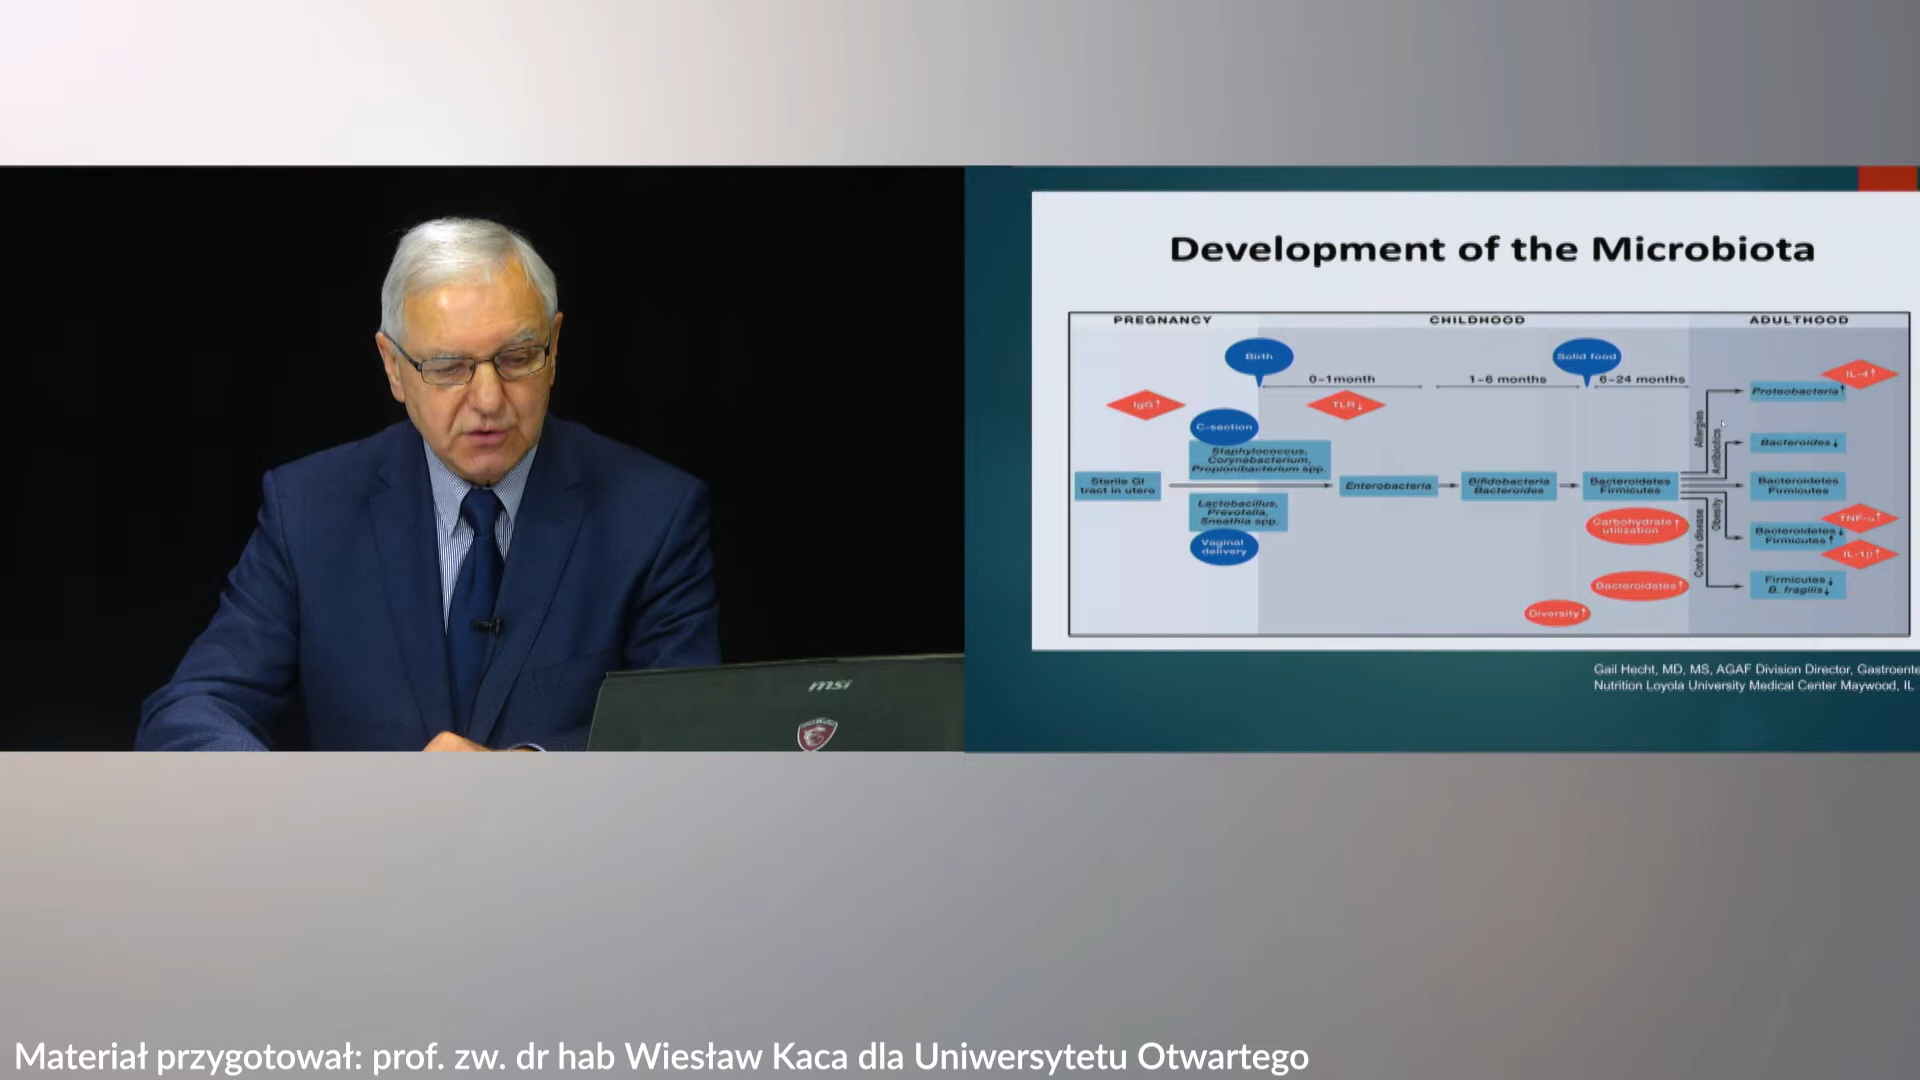 Development of the Microbiota
PREGNANCY
CHILDHOOD
ADULTHOOD
Birth
Solid food
0–1month
1–6 months
6–24 months
IL-4↑
IgG↑
TLR↓
Proteobacteria↑
C-section
Allergies
Antibiotics
Staphylococcus,
Corynebacterium,
Propionibacterium spp.
Bacteroides↓
Sterile GI
tract in utero
Enterobacteria
Bifidobacteria
Bacteroides
Bacteroidetes
Firmicutes
Bacteroidetes
Firmicutes
Lactobacillus,
Prevotella,
Sneathia spp.
Vaginal
delivery
Carbohydrate↑
utilization
Crohn's disease
Obesity
TNF-α↑
Bacteroidetes↓
Firmicutes↑
IL-1β↑
Bacteroidetes↑
Firmicutes↓
B. fragilis↓
Diversity↑
Gail Hecht, MD, MS, AGAF Division Director, Gastroente
Nutrition Loyola University Medical Center Maywood, IL
msi
Materiał przygotował: prof. zw. dr hab Wiesław Kaca dla Uniwersytetu Otwartego